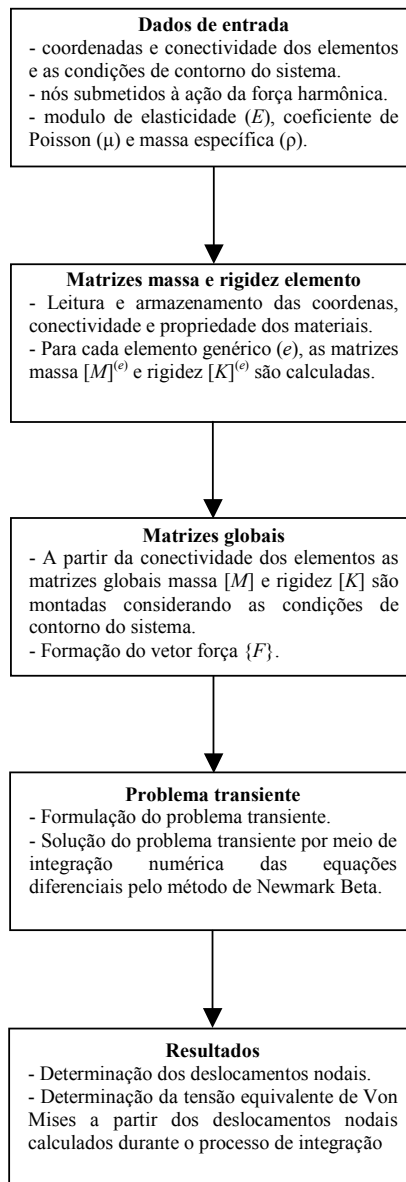 Dados de entrada
- coordenadas e conectividade dos elementos
e as condições de contorno do sistema.
- nós submetidos à ação da força harmônica.
- modulo de elasticidade (E), coeficiente de
Poisson (μ) e massa específica (ρ).
Matrizes massa e rigidez elemento
- Leitura e armazenamento das coordenas,
conectividade e propriedade dos materiais.
- Para cada elemento genérico (e), as matrizes
massa [M]^(e) e rigidez [K]^(e) são calculadas.
Matrizes globais
- A partir da conectividade dos elementos as
matrizes globais massa [M] e rigidez [K] são
montadas considerando as condições de
contorno do sistema.
- Formação do vetor força {F}.
Problema transiente
- Formulação do problema transiente.
- Solução do problema transiente por meio de
integração numérica das equações
diferenciais pelo método de Newmark Beta.
Resultados
- Determinação dos deslocamentos nodais.
- Determinação da tensão equivalente de Von
Mises a partir dos deslocamentos nodais
calculados durante o processo de integração